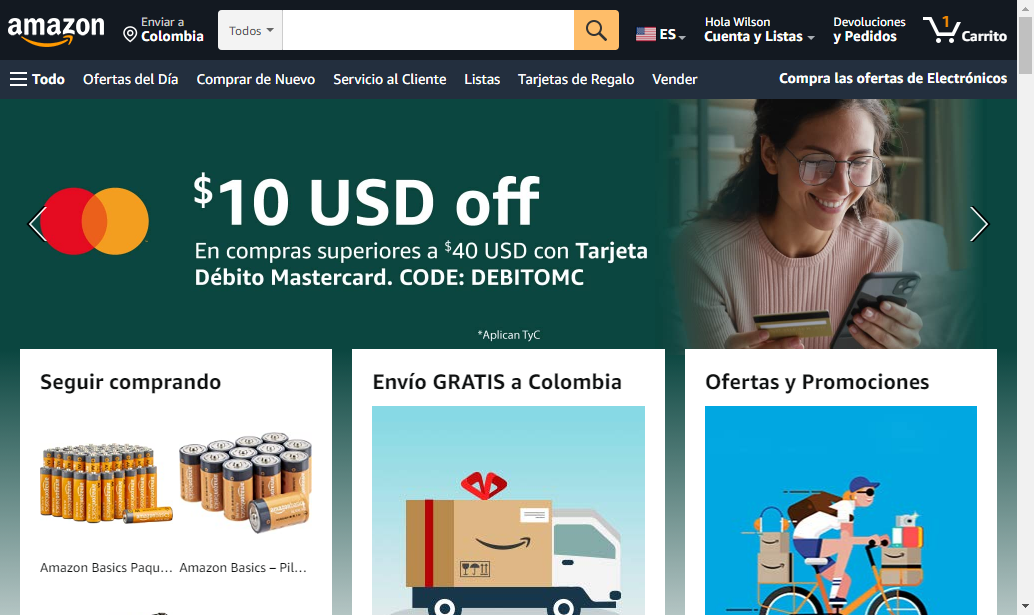 amazon
Enviar a
Colombia
Todos
ES
Hola Wilson
Cuenta y Listas
Devoluciones
y Pedidos
1
Carrito
Todo
Ofertas del Día
Comprar de Nuevo
Servicio al Cliente
Listas
Tarjetas de Regalo
Vender
Compra las ofertas de Electrónicos
$10 USD off
En compras superiores a $40 USD con Tarjeta
Débito Mastercard. CODE: DEBITOMC
*Aplican TyC
Seguir comprando
Amazon Basics Paqu...
Amazon Basics – Pil...
Envío GRATIS a Colombia
Ofertas y Promociones